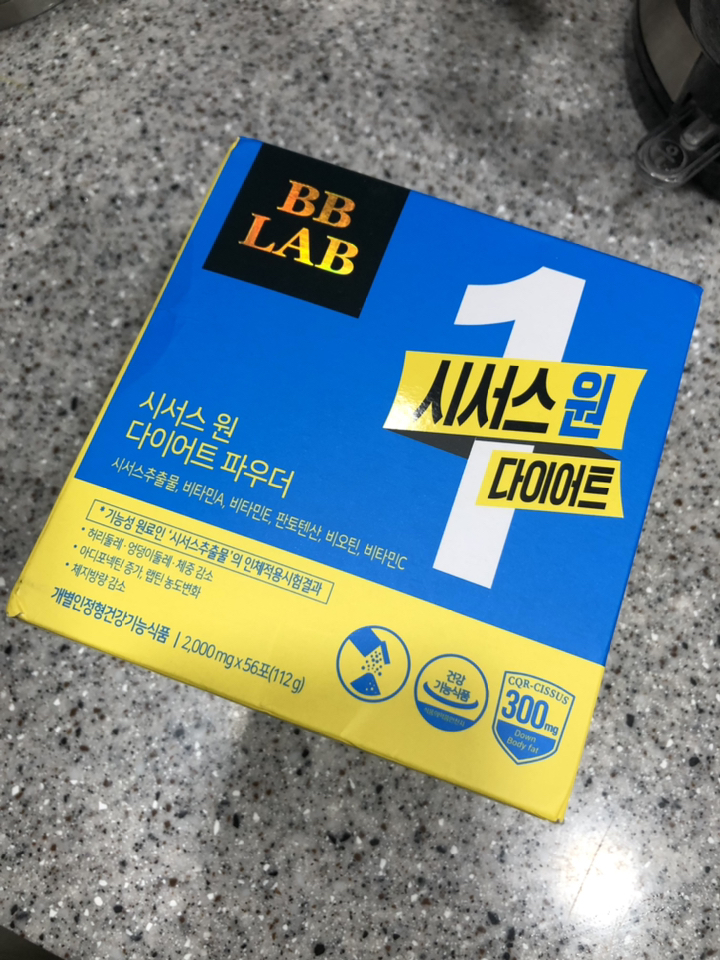 BB
LAB
1
시서스 원
다이어트
시서스 원
다이어트 파우더
시서스추출물, 비타민A, 비타민E, 판토텐산, 비오틴, 비타민C
* 기능성 원료인 '시서스추출물'의 인체적용시험결과
• 허리둘레·엉덩이둘레·체중 감소
• 아디포넥틴 증가, 렙틴 농도변화
• 체지방량 감소
개별인정형건강기능식품 | 2,000mg x 56포(112g)
건강
기능식품
CQR-CISSUS
300mg
Down
Body fat